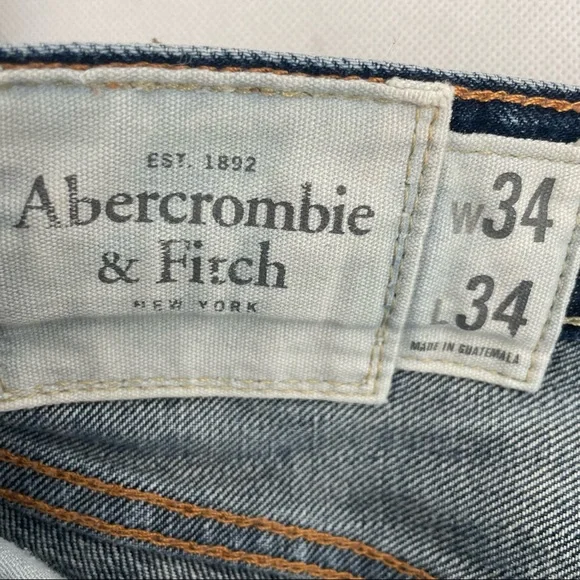 EST. 1892
Abercrombie
& Fitch
NEW YORK
W34
L34
MADE IN GUATEMALA